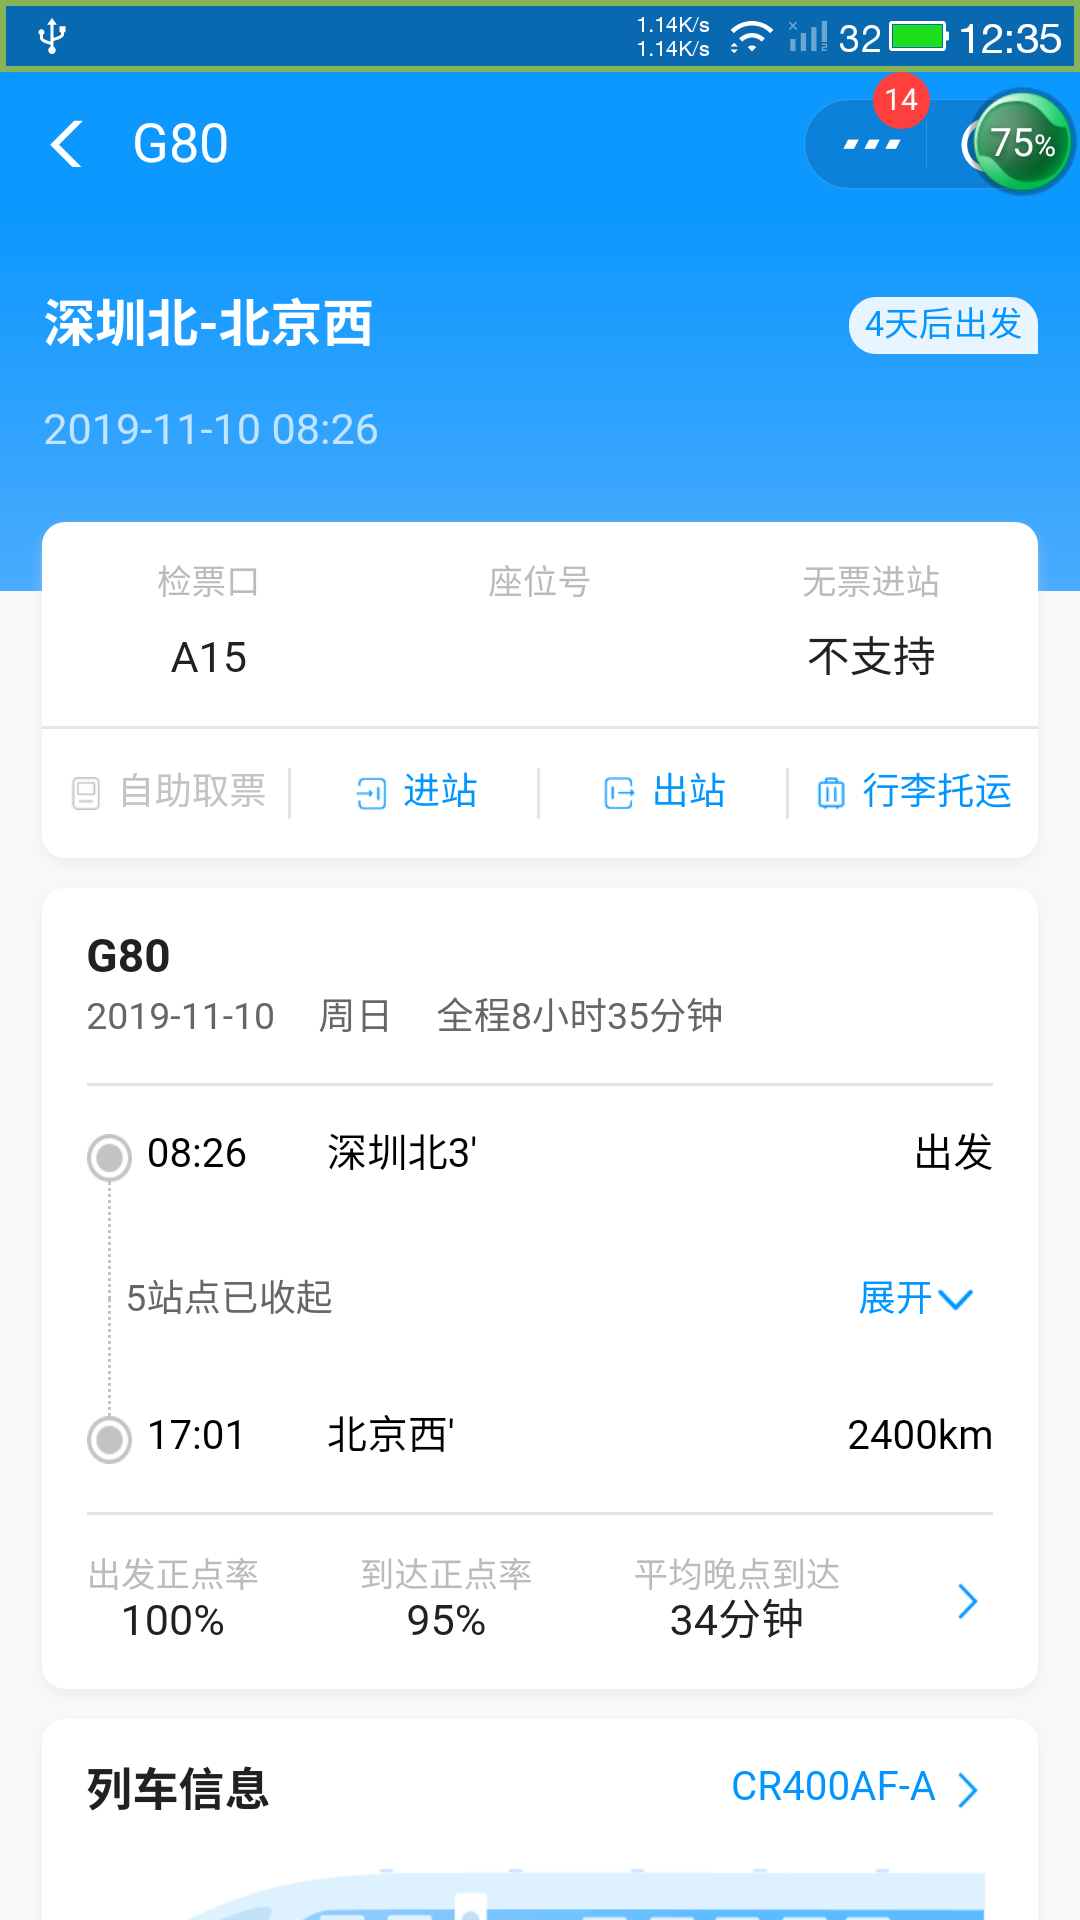 1.14K/s
1.14K/s
32
12:35
G80
14
75%
深圳北-北京西
4天后出发
2019-11-10 08:26
检票口 座位号 无票进站
A15 不支持
自助取票 进站 出站 行李托运
G80
2019-11-10 周日 全程8小时35分钟
08:26 深圳北3' 出发
5站点已收起 展开
17:01 北京西' 2400km
出发正点率 到达正点率 平均晚点到达
100% 95% 34分钟
列车信息 CR400AF-A